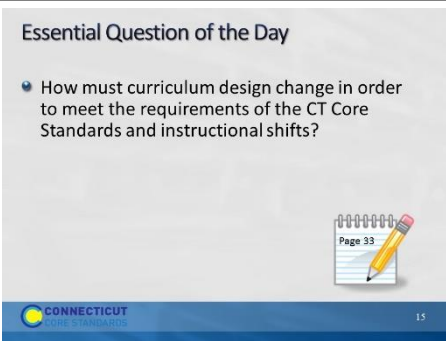 Essential Question of the Day
How must curriculum design change in order
to meet the requirements of the CT Core
Standards and instructional shifts?
Page 33
CONNECTICUT
CORE STANDARDS
15